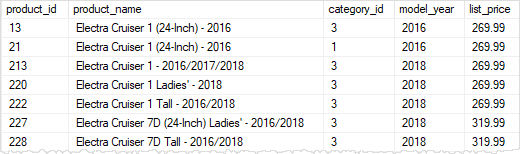 product_id product_name category_id model_year list_price
13 Electra Cruiser 1 (24-Inch) - 2016 3 2016 269.99
21 Electra Cruiser 1 (24-Inch) - 2016 1 2016 269.99
213 Electra Cruiser 1 - 2016/2017/2018 3 2018 269.99
220 Electra Cruiser 1 Ladies' - 2018 3 2018 269.99
222 Electra Cruiser 1 Tall - 2016/2018 3 2018 269.99
227 Electra Cruiser 7D (24-Inch) Ladies' - 2016/2018 3 2018 319.99
228 Electra Cruiser 7D Tall - 2016/2018 3 2018 319.99